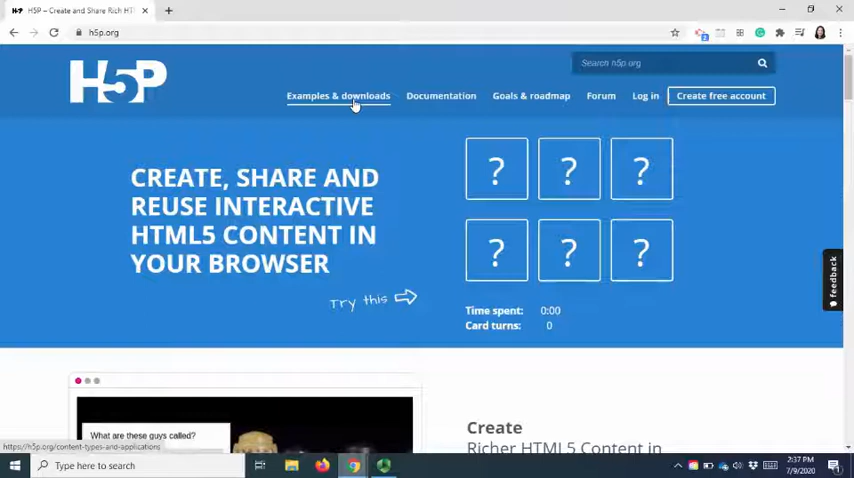 H5P – Create and Share Rich HT
h5p.org
2
H5P
Search h5p org
Examples & downloads
Documentation
Goals & roadmap
Forum
Log in
Create free account
CREATE, SHARE AND
REUSE INTERACTIVE
HTML5 CONTENT IN
YOUR BROWSER
? ? ?
? ? ?
Try this
Time spent: 0:00
Card turns: 0
feedback
What are these guys called?
Create
Richer HTML5 Content in
https://h5p.org/content-types-and-applications
Type here to search
2:37 PM
7/9/2020
1